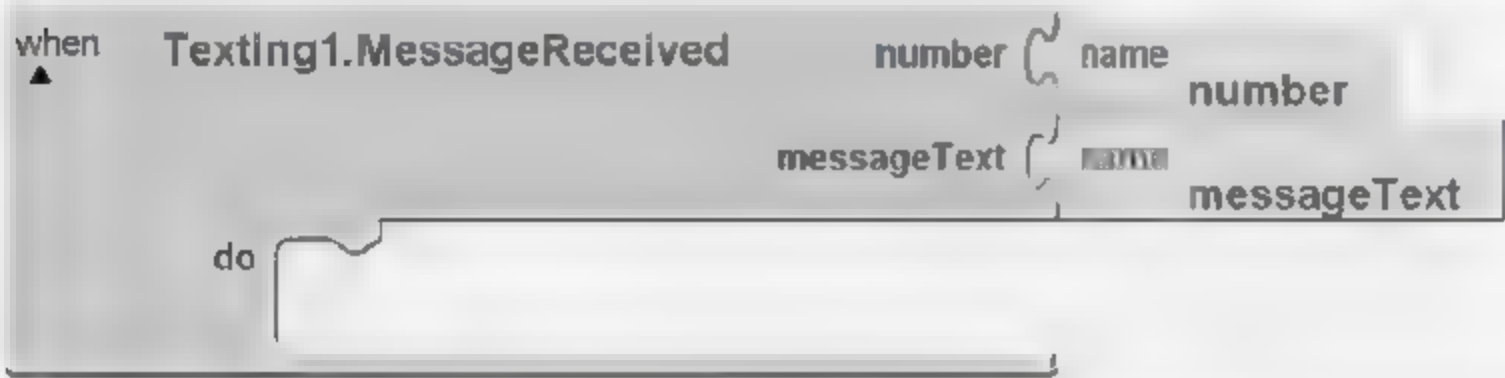 when Texting1.MessageReceived number name
number
messageText
messageText
do